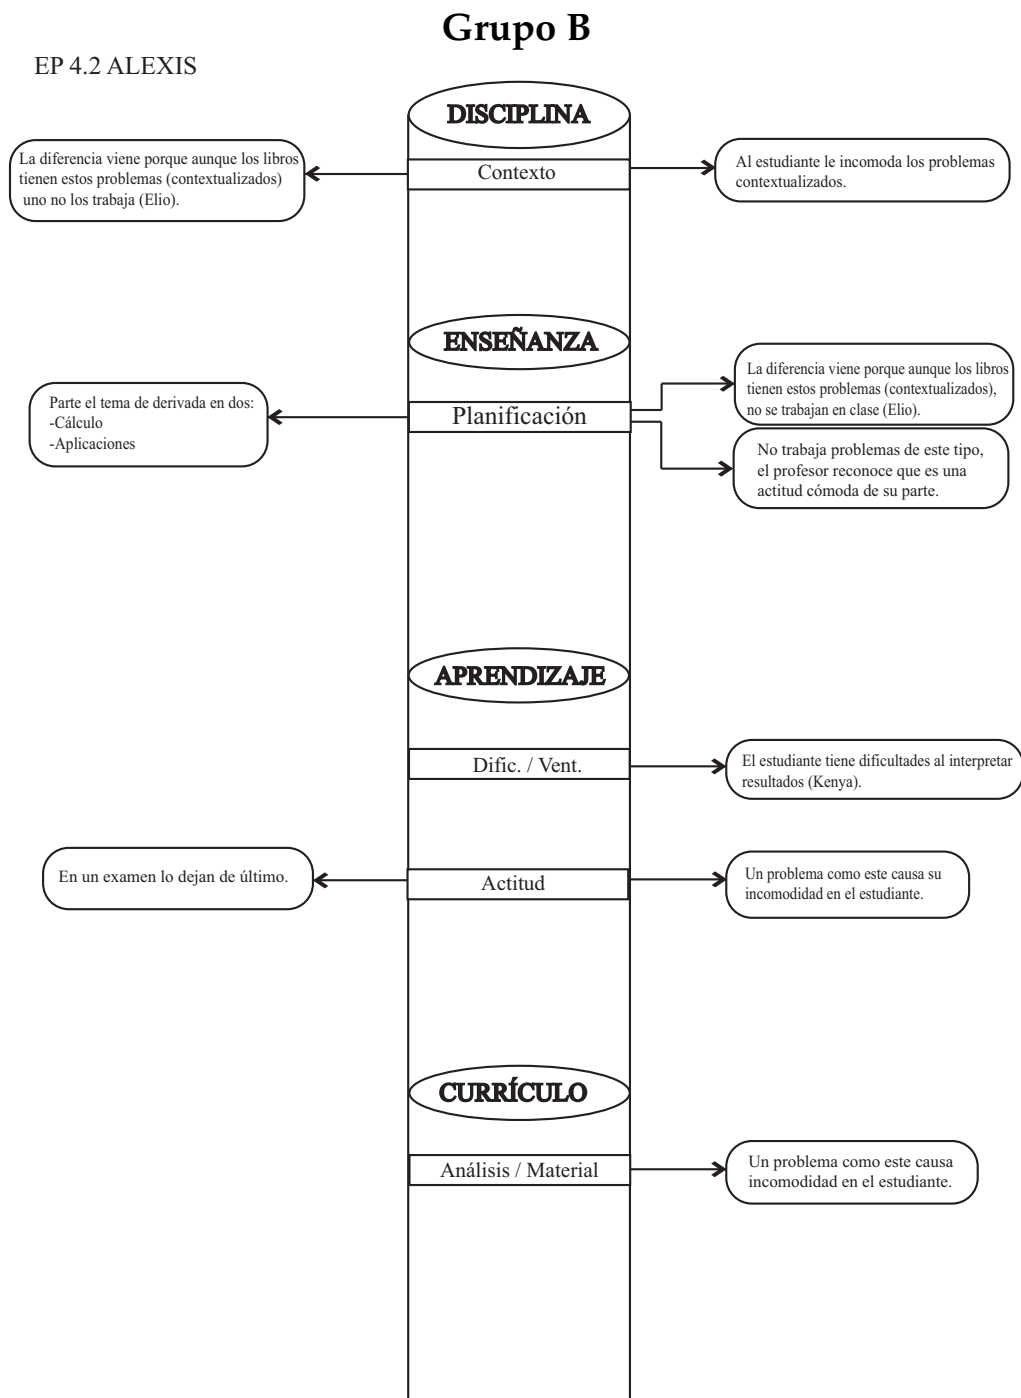 Grupo B
EP 4.2 ALEXIS
DISCIPLINA
La diferencia viene porque aunque los libros
tienen estos problemas (contextualizados)
uno no los trabaja (Elio).
Contexto
Al estudiante le incomoda los problemas
contextualizados.
ENSEÑANZA
Parte el tema de derivada en dos:
-Cálculo
-Aplicaciones
Planificación
La diferencia viene porque aunque los libros
tienen estos problemas (contextualizados),
no se trabajan en clase (Elio).
No trabaja problemas de este tipo,
el profesor reconoce que es una
actitud cómoda de su parte.
APRENDIZAJE
Dific. / Vent.
El estudiante tiene dificultades al interpretar
resultados (Kenya).
En un examen lo dejan de último.
Actitud
Un problema como este causa su
incomodidad en el estudiante.
CURRÍCULO
Análisis / Material
Un problema como este causa
incomodidad en el estudiante.